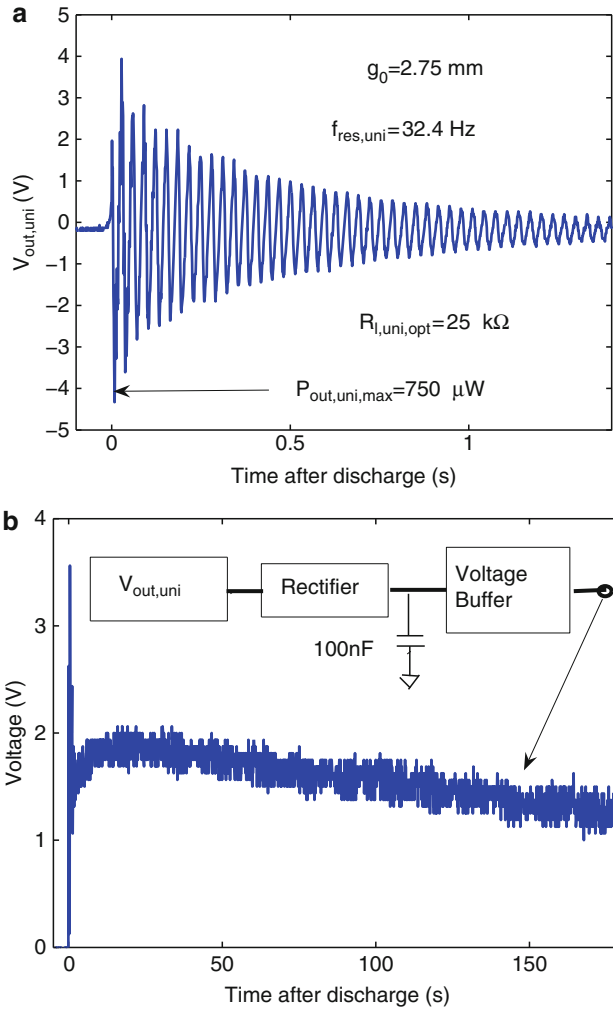 a
5
4
3
2
1
0
−1
−2
−3
−4
−5
V_out,uni (V)
g_0=2.75 mm
f_res,uni=32.4 Hz
R_l,uni,opt=25 kΩ
P_out,uni,max=750 μW
0
0.5
1
Time after discharge (s)
b
4
3
2
1
0
Voltage (V)
V_out,uni
Rectifier
Voltage
Buffer
100nF
0
50
100
150
Time after discharge (s)